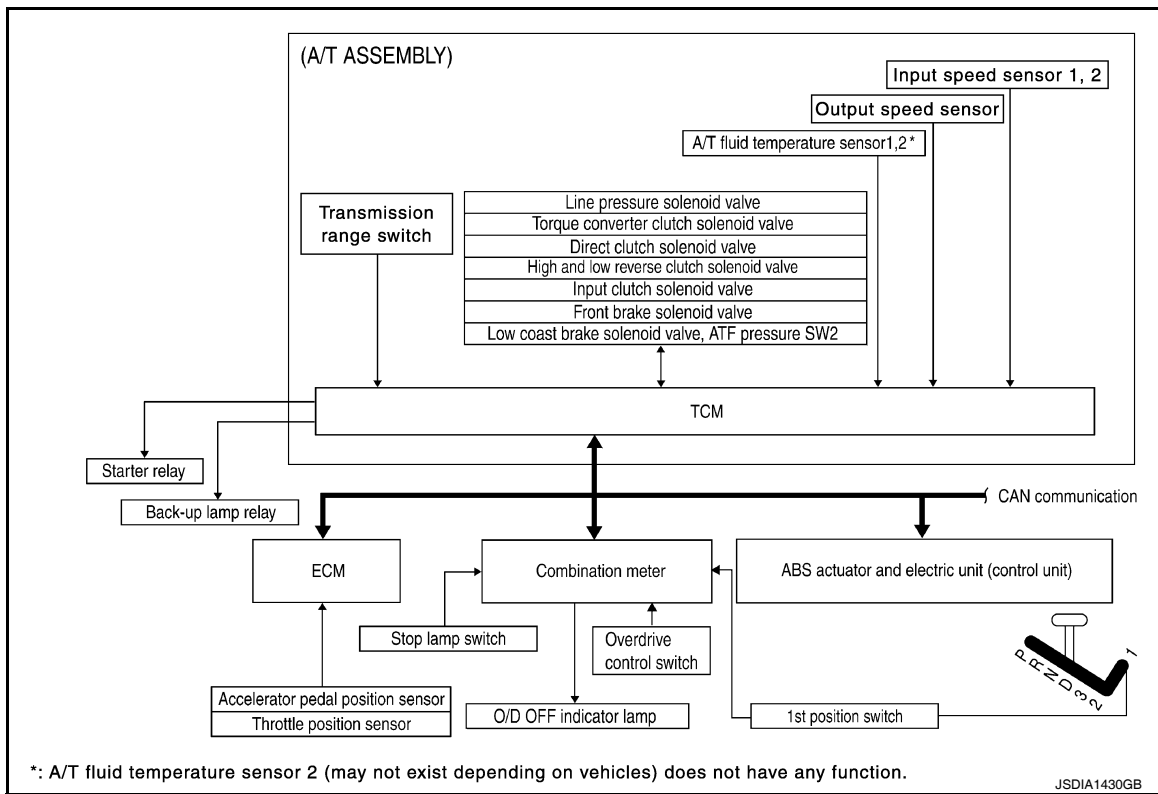 (A/T ASSEMBLY)
Input speed sensor 1, 2
Output speed sensor
A/T fluid temperature sensor1,2*
Transmission
range switch
Line pressure solenoid valve
Torque converter clutch solenoid valve
Direct clutch solenoid valve
High and low reverse clutch solenoid valve
Input clutch solenoid valve
Front brake solenoid valve
Low coast brake solenoid valve, ATF pressure SW2
TCM
Starter relay
Back-up lamp relay
CAN communication
ECM
Combination meter
ABS actuator and electric unit (control unit)
Stop lamp switch
Overdrive
control switch
P R N D 3 2 1
Accelerator pedal position sensor
Throttle position sensor
O/D OFF indicator lamp
1st position switch
*: A/T fluid temperature sensor 2 (may not exist depending on vehicles) does not have any function.
JSDIA1430GB